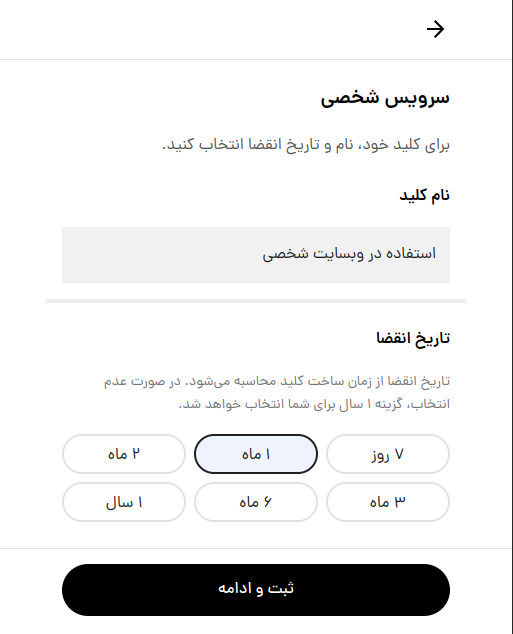 سرویس شخصی
برای کلید خود، نام و تاریخ انقضا انتخاب کنید.
نام کلید
استفاده در وبسایت شخصی
تاریخ انقضا
تاریخ انقضا از زمان ساخت کلید محاسبه می‌شود. در صورت عدم
انتخاب، گزینه ۱ سال برای شما انتخاب خواهد شد.
۷ روز
۱ ماه
۲ ماه
۳ ماه
۶ ماه
۱ سال
ثبت و ادامه